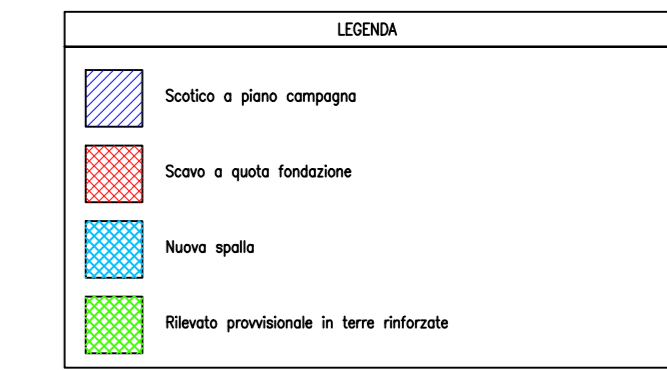 LEGENDA
Scotico a piano campagna
Scavo a quota fondazione
Nuova spalla
Rilevato provvisionale in terre rinforzate